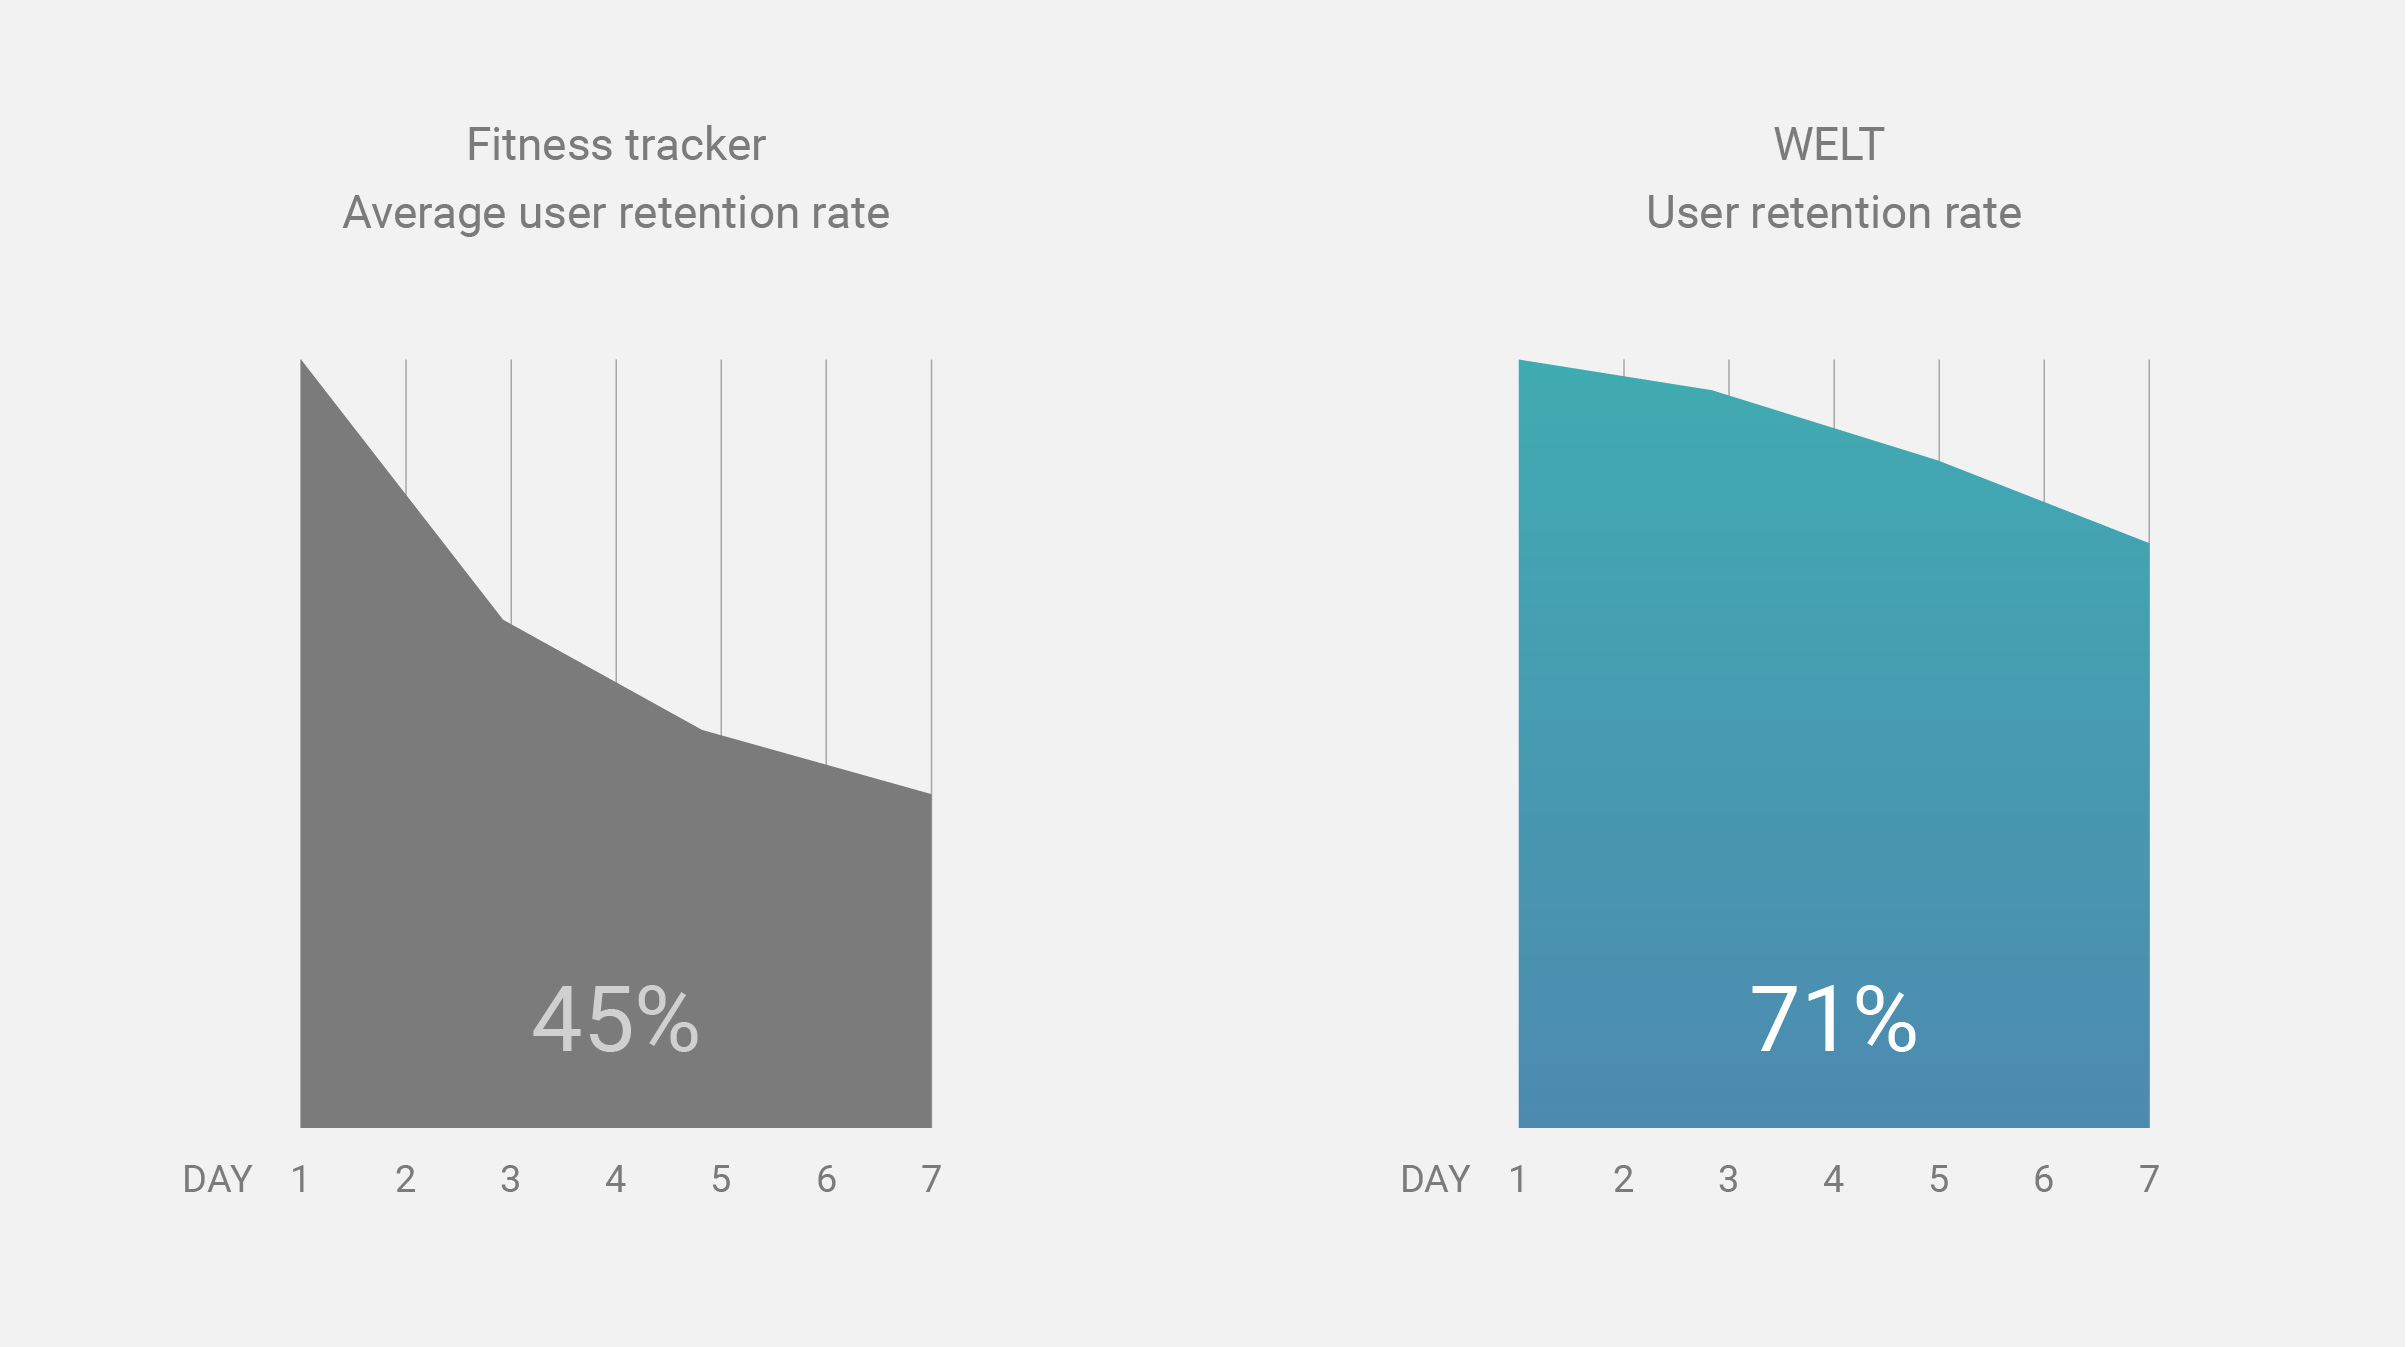 Fitness tracker
Average user retention rate
45%
DAY 1 2 3 4 5 6 7
WELT
User retention rate
71%
DAY 1 2 3 4 5 6 7